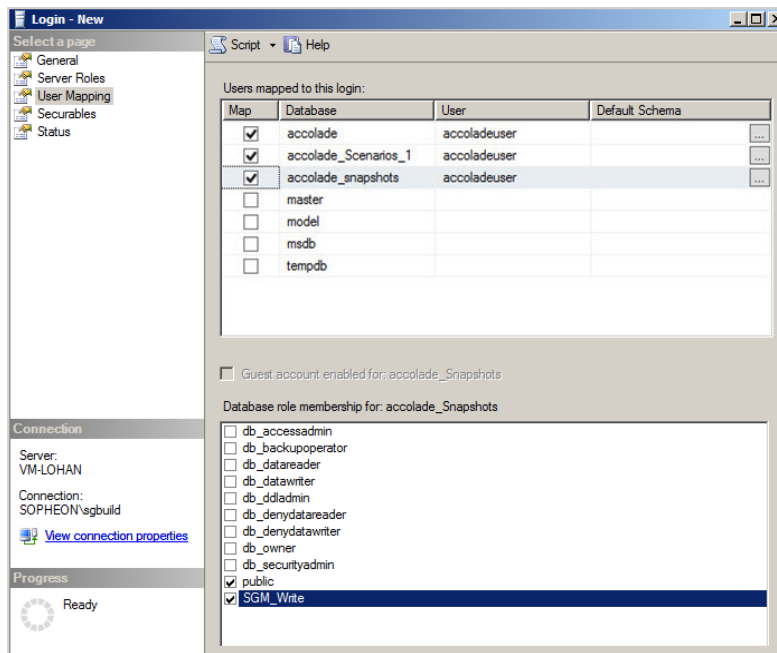 Login - New
Select a page
General
Server Roles
User Mapping
Securables
Status
Script Help
Users mapped to this login:
Map Database User Default Schema
accolade accoladeuser ...
accolade_Scenarios_1 accoladeuser ...
accolade_snapshots accoladeuser ...
master
model
msdb
tempdb
Guest account enabled for: accolade_Snapshots
Database role membership for: accolade_Snapshots
db_accessadmin
db_backupoperator
db_datareader
db_datawriter
db_ddladmin
db_denydatareader
db_denydatawriter
db_owner
db_securityadmin
public
SGM_Write
Connection
Server:
VM-LOHAN
Connection:
SOPHEON\sgbuild
View connection properties
Progress
Ready